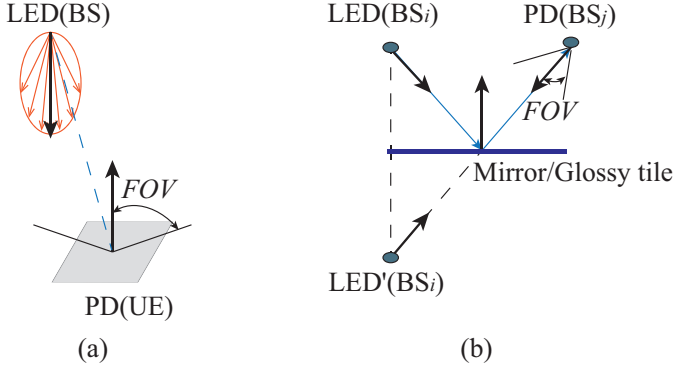 LED(BS)
FOV
PD(UE)
(a)
LED(BSi)
PD(BSj)
FOV
Mirror/Glossy tile
LED'(BSi)
(b)